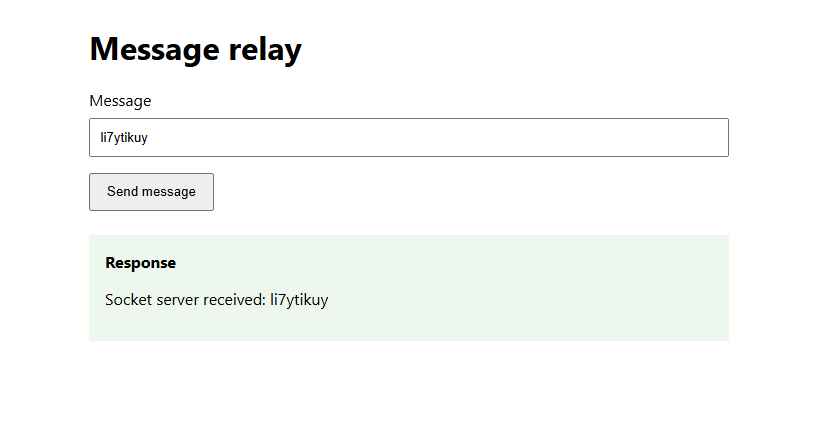 Message relay
Message
li7ytikuy
Send message
Response
Socket server received: li7ytikuy